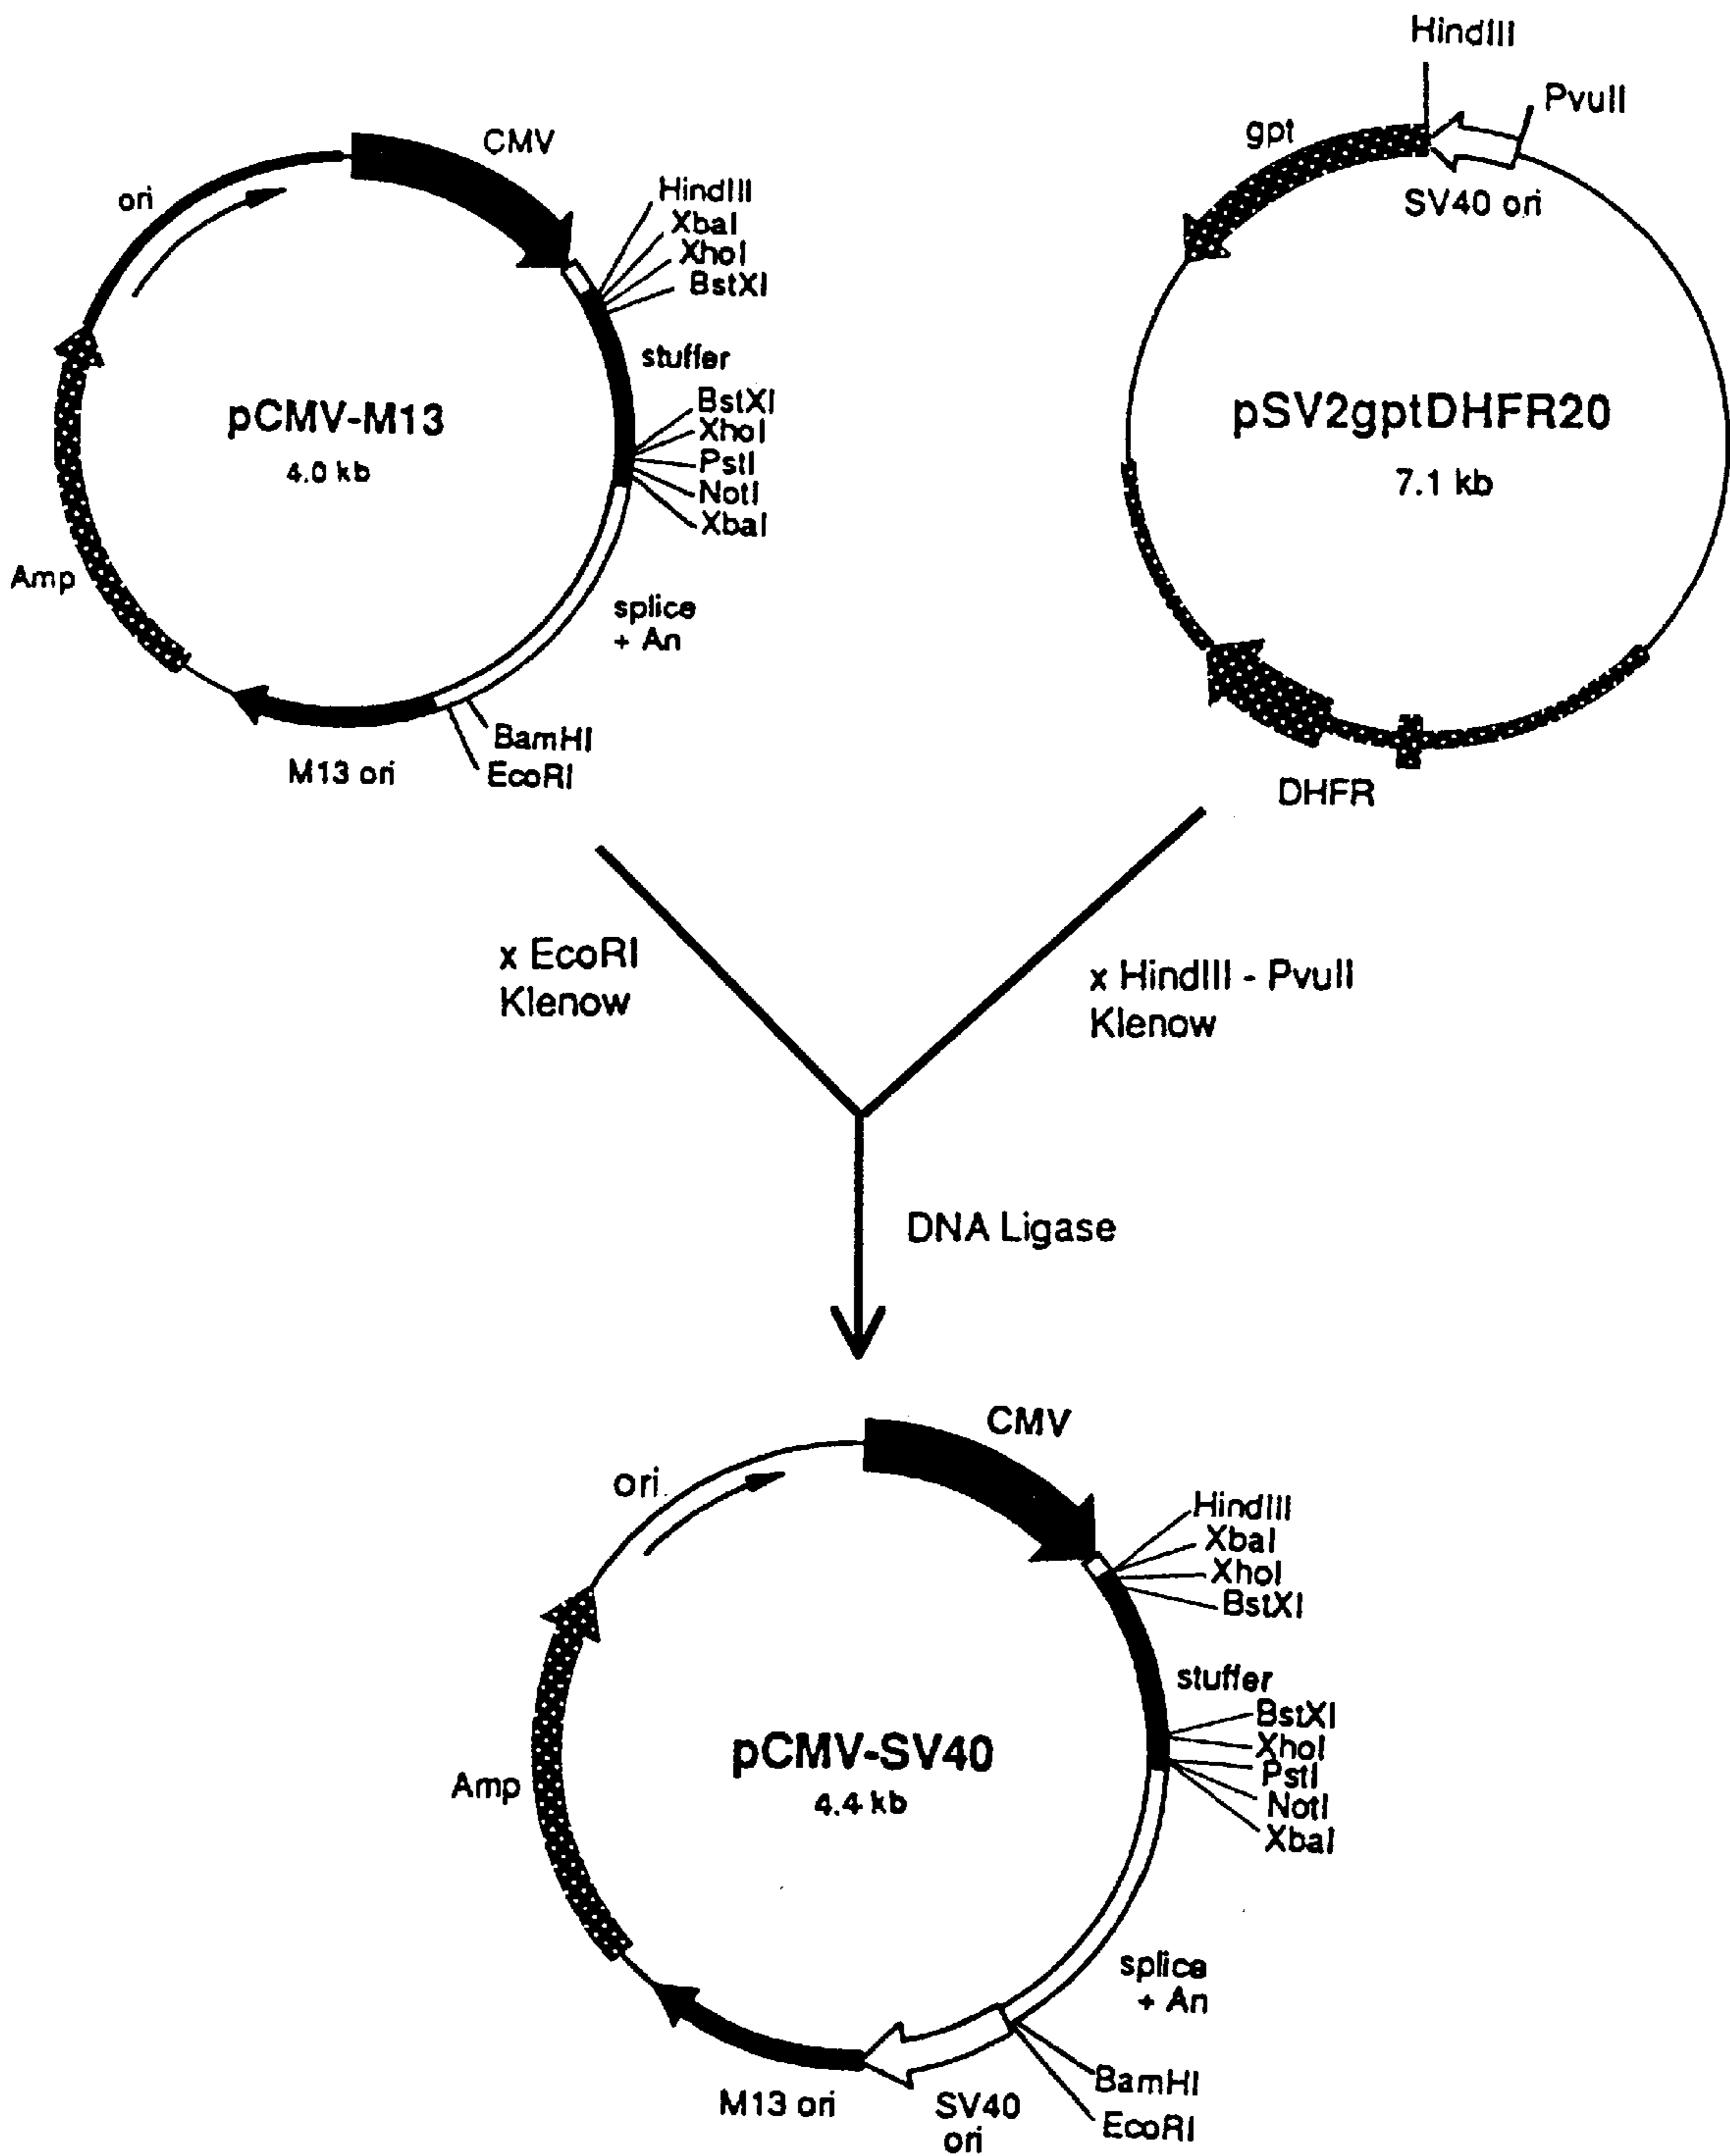 CMV
ori
HindIII
XbaI
XhoI
BstXI
stuffer
pCMV-M13
4.0 kb
BstXI
XhoI
PstI
NotI
XbaI
Amp
splice
+ An
BamHI
EcoRI
M13 ori
HindIII
PvuII
gpt
SV40 ori
pSV2gptDHFR20
7.1 kb
DHFR
x EcoRI
Klenow
x HindIII - PvuII
Klenow
DNA Ligase
CMV
ori
HindIII
XbaI
XhoI
BstXI
stuffer
BstXI
XhoI
PstI
NotI
XbaI
pCMV-SV40
4.4 kb
Amp
splice
+ An
BamHI
EcoRI
M13 ori
SV40
ori